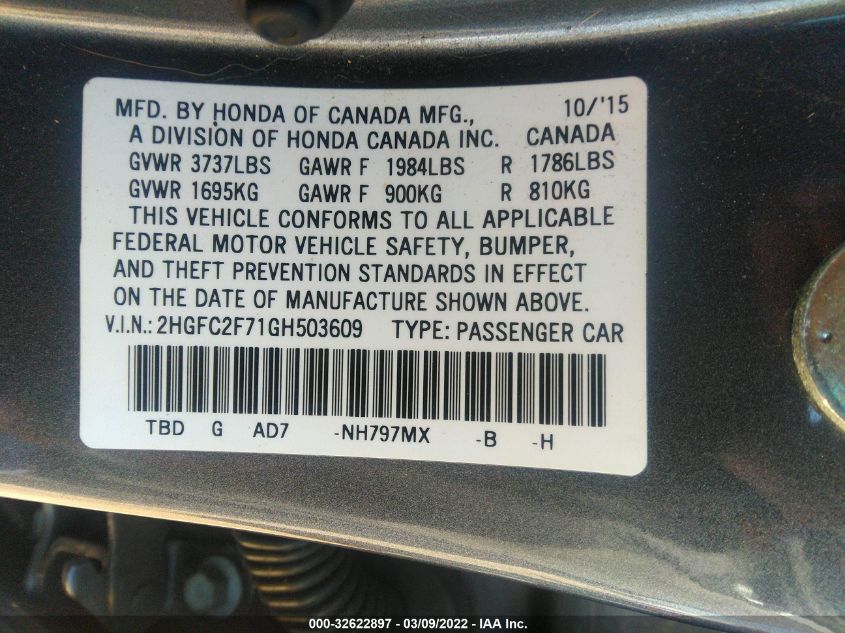 MFD. BY HONDA OF CANADA MFG., 10/'15
A DIVISION OF HONDA CANADA INC. CANADA
GVWR 3737LBS GAWR F 1984LBS R 1786LBS
GVWR 1695KG GAWR F 900KG R 810KG
THIS VEHICLE CONFORMS TO ALL APPLICABLE
FEDERAL MOTOR VEHICLE SAFETY, BUMPER,
AND THEFT PREVENTION STANDARDS IN EFFECT
ON THE DATE OF MANUFACTURE SHOWN ABOVE.
V.I.N.: 2HGFC2F71GH503609 TYPE: PASSENGER CAR
TBD G AD7 -NH797MX -B -H
000-32622897 - 03/09/2022 - IAA Inc.